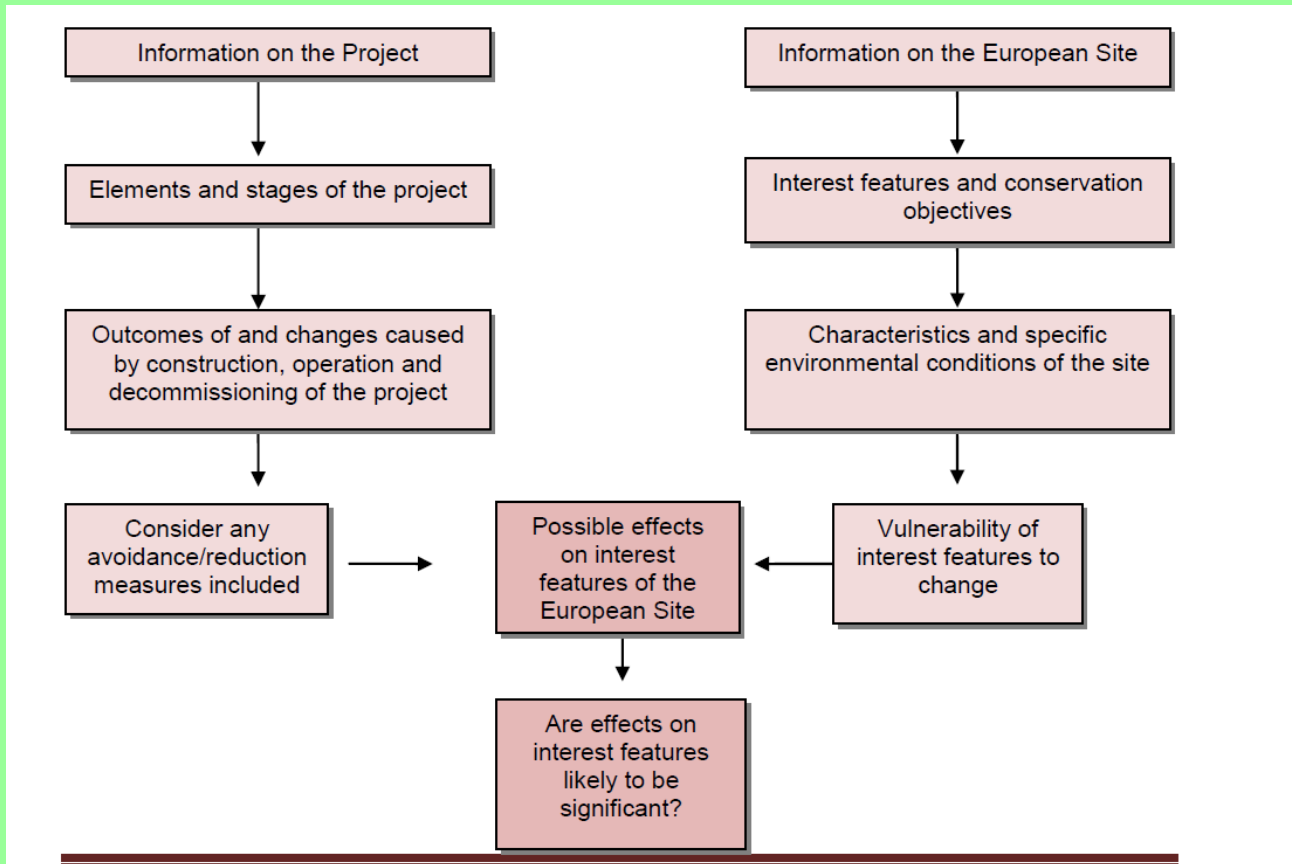 Information on the Project
Information on the European Site
Elements and stages of the project
Interest features and conservation
objectives
Outcomes of and changes caused
by construction, operation and
decommissioning of the project
Characteristics and specific
environmental conditions of the site
Consider any
avoidance/reduction
measures included
Possible effects
on interest
features of the
European Site
Vulnerability of
interest features to
change
Are effects on
interest features
likely to be
significant?